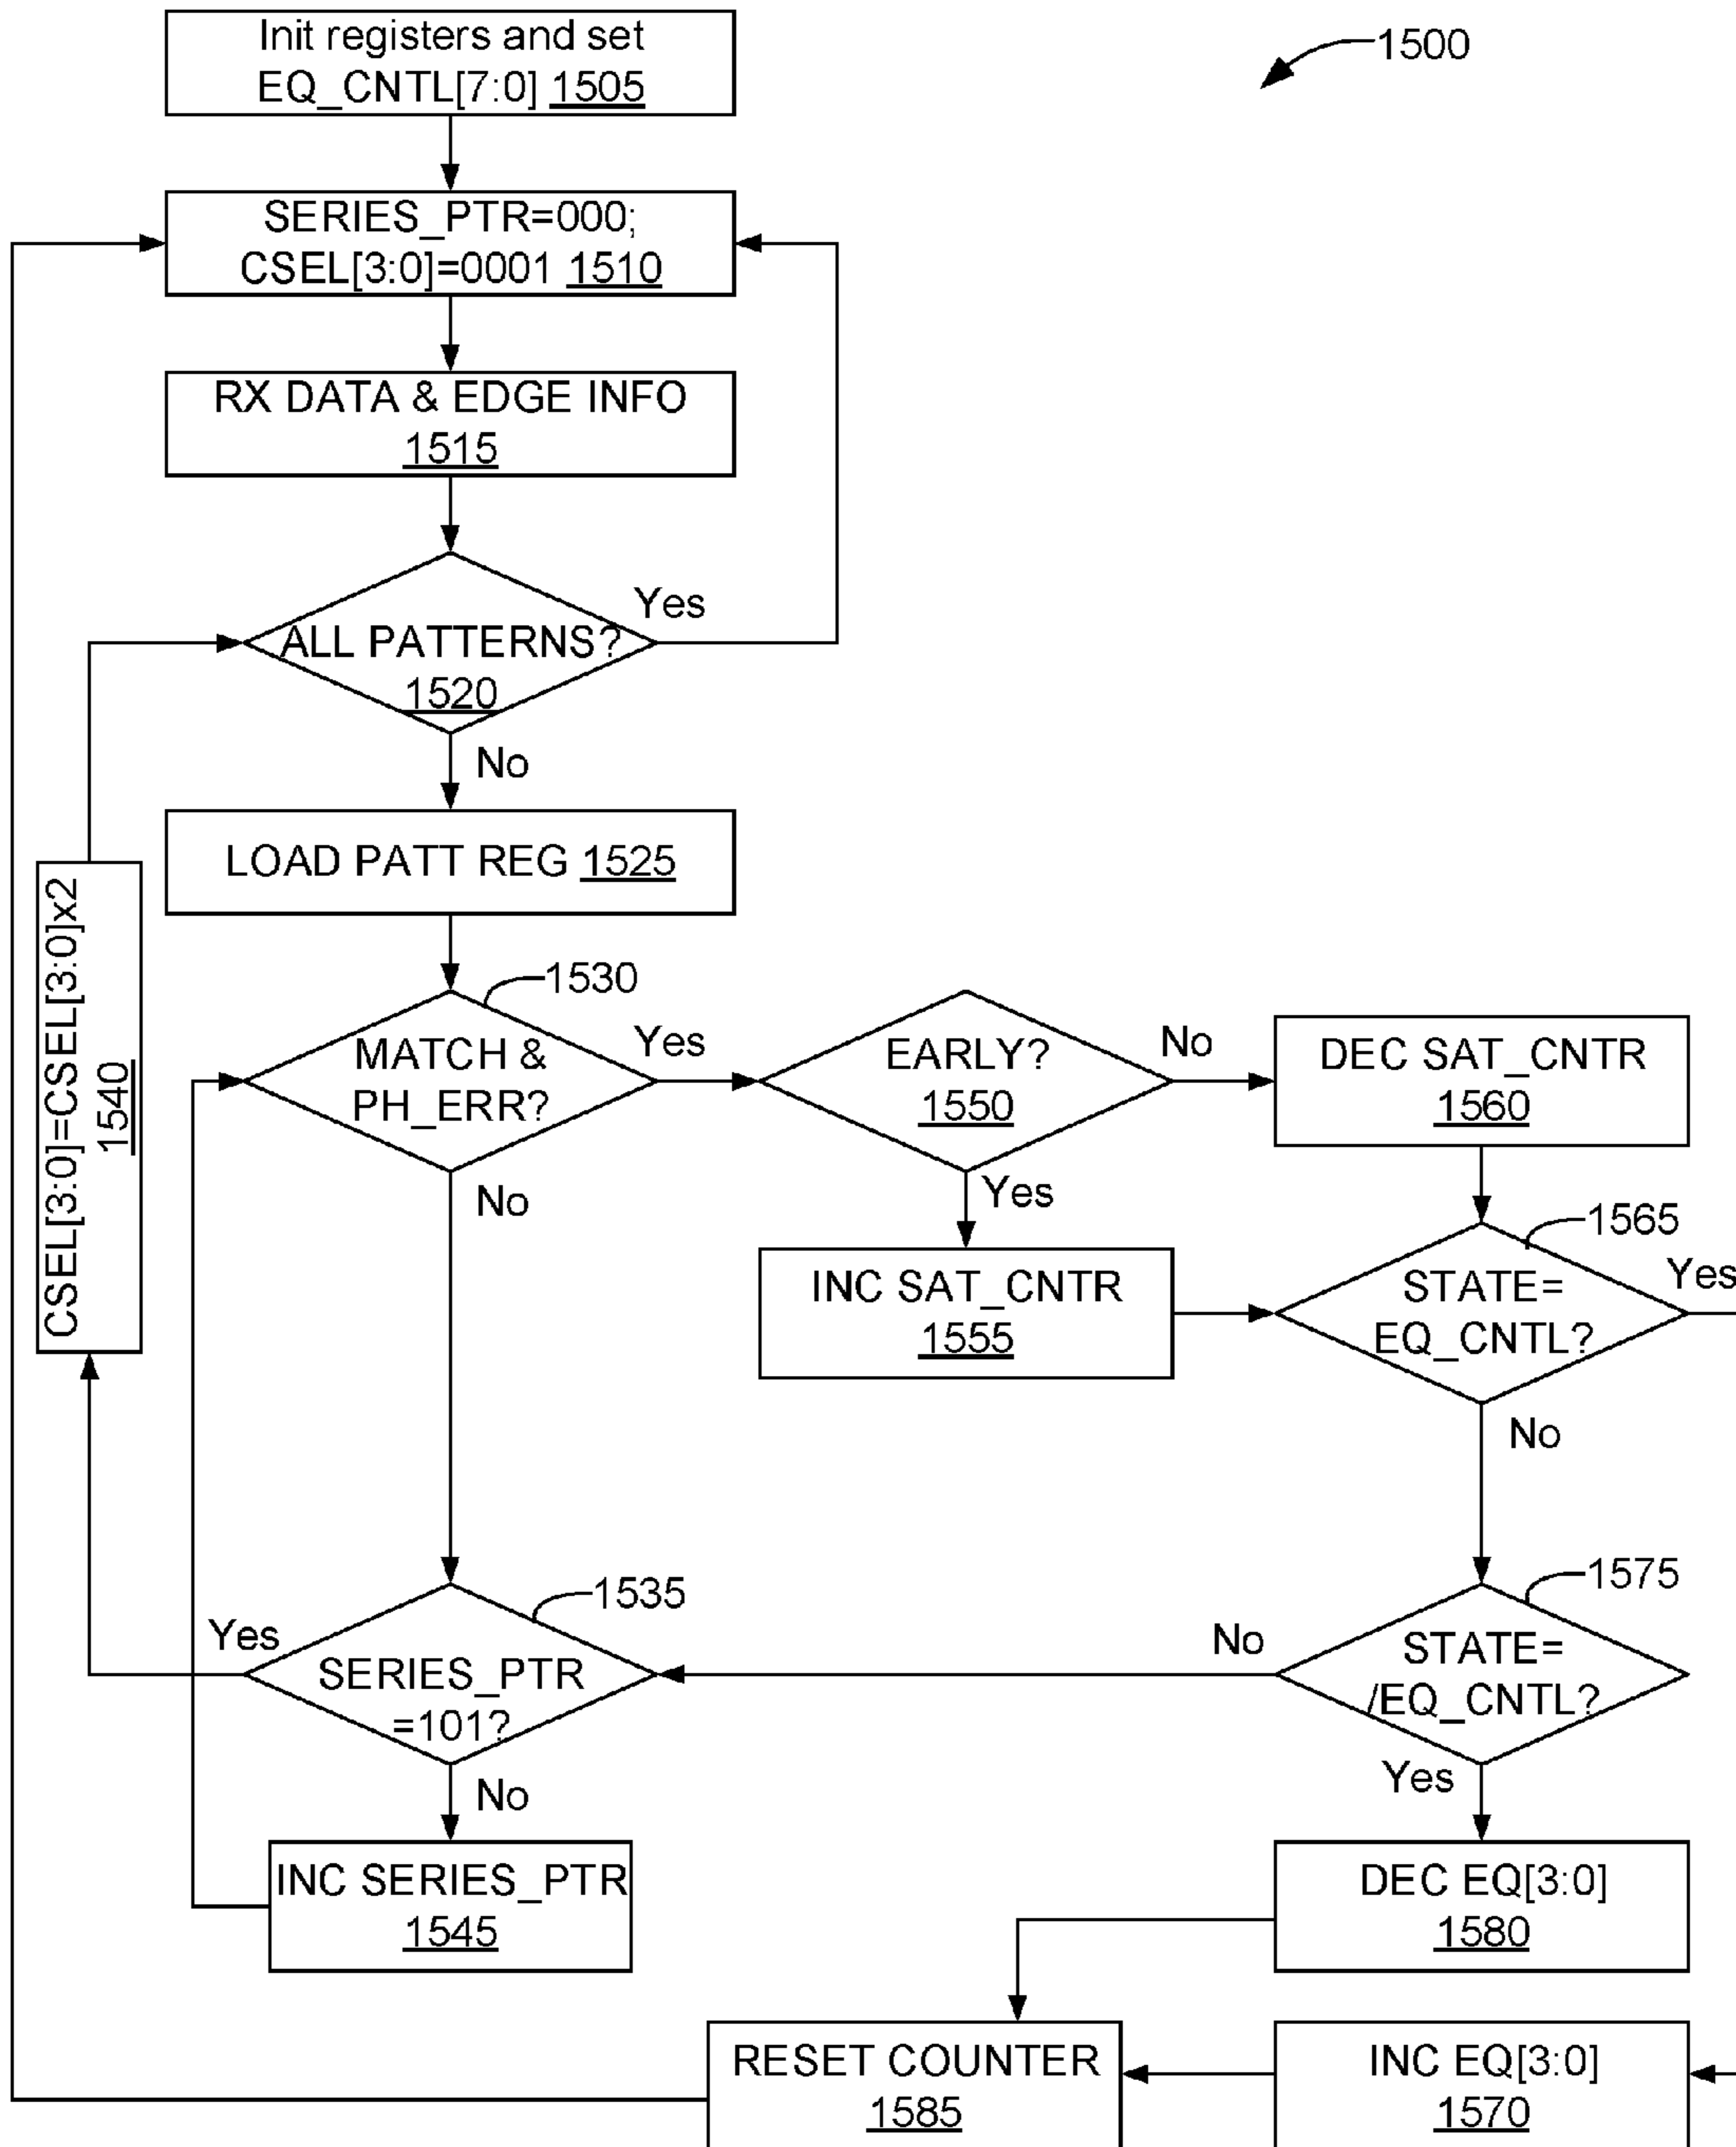 Init registers and set
EQ_CNTL[7:0] 1505
1500
SERIES_PTR=000;
CSEL[3:0]=0001 1510
RX DATA & EDGE INFO
1515
ALL PATTERNS?
1520
Yes
No
LOAD PATT REG 1525
CSEL[3:0]=CSEL[3:0]x2
1540
1530
MATCH &
PH_ERR?
Yes
No
EARLY?
1550
No
Yes
DEC SAT_CNTR
1560
INC SAT_CNTR
1555
1565
STATE=
EQ_CNTL?
Yes
No
1535
SERIES_PTR
=101?
Yes
No
1575
STATE=
/EQ_CNTL?
No
Yes
INC SERIES_PTR
1545
DEC EQ[3:0]
1580
RESET COUNTER
1585
INC EQ[3:0]
1570